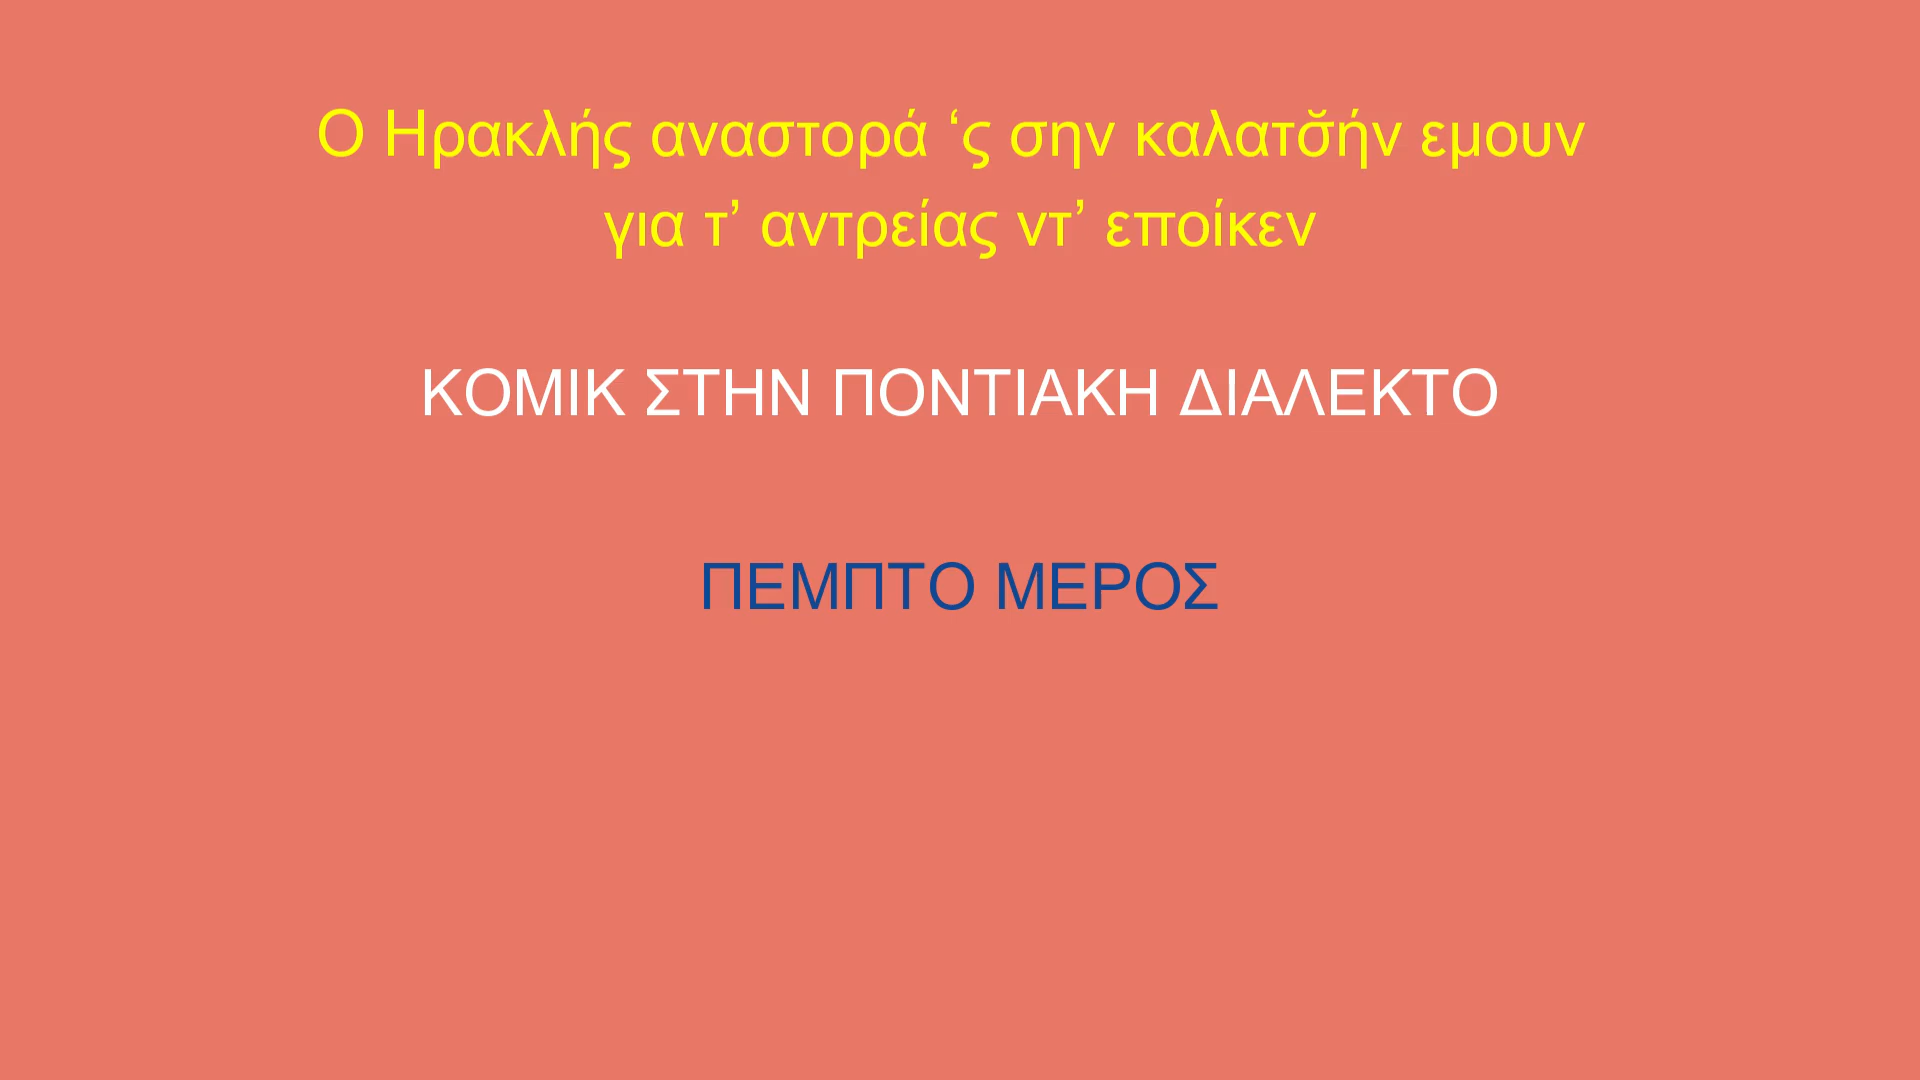 Ο Ηρακλής αναστορά ‘ς σην καλατσ̌ήν εμουν
για τ’ αντρείας ντ’ εποίκεν
ΚΟΜΙΚ ΣΤΗΝ ΠΟΝΤΙΑΚΗ ΔΙΑΛΕΚΤΟ
ΠΕΜΠΤΟ ΜΕΡΟΣ